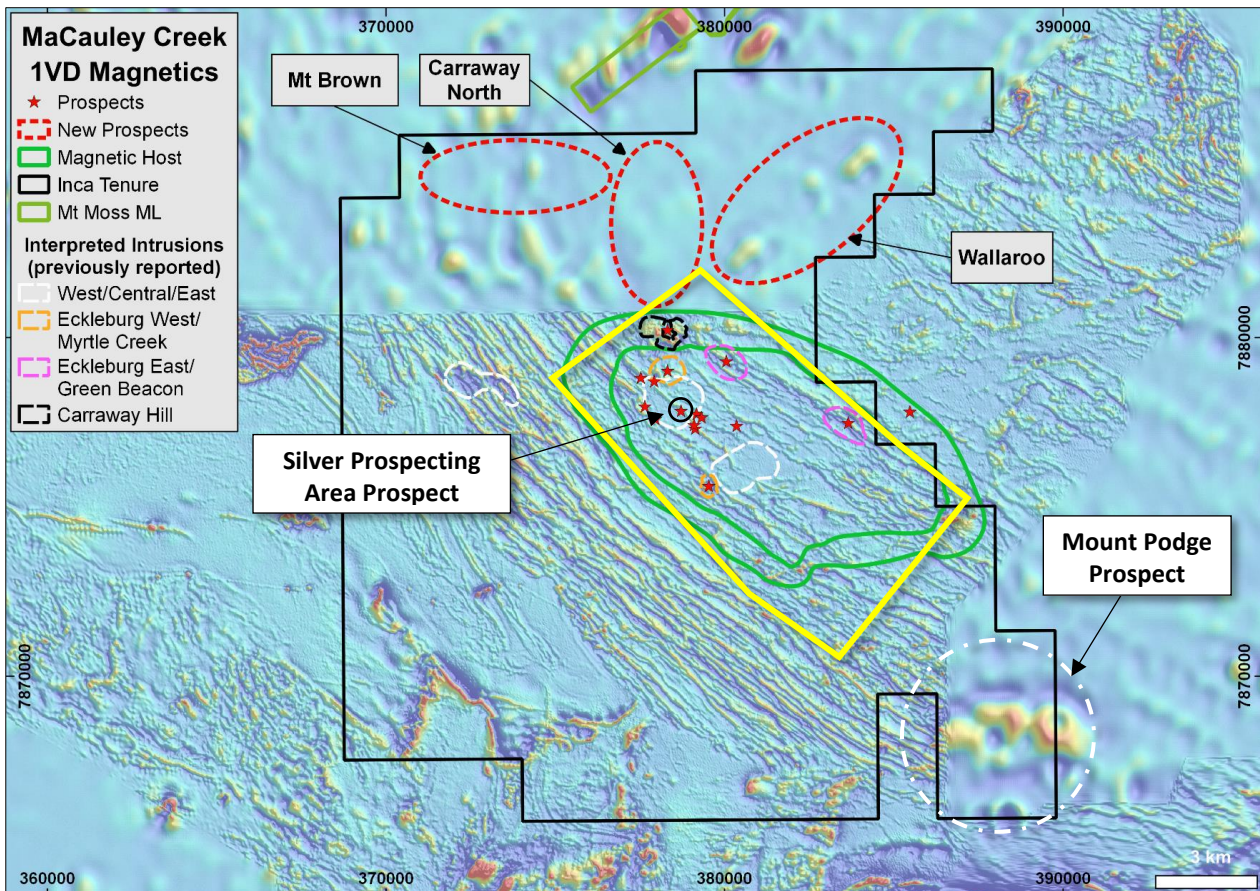 MaCauley Creek
1VD Magnetics
Prospects
New Prospects
Magnetic Host
Inca Tenure
Mt Moss ML
Interpreted Intrusions
(previously reported)
West/Central/East
Eckleburg West/
Myrtle Creek
Eckleburg East/
Green Beacon
Carraway Hill
370000
380000
390000
Mt Brown
Carraway
North
Wallaroo
7880000
7880000
Silver Prospecting
Area Prospect
Mount Podge
Prospect
7870000
7870000
3 km
360000
370000
380000
390000